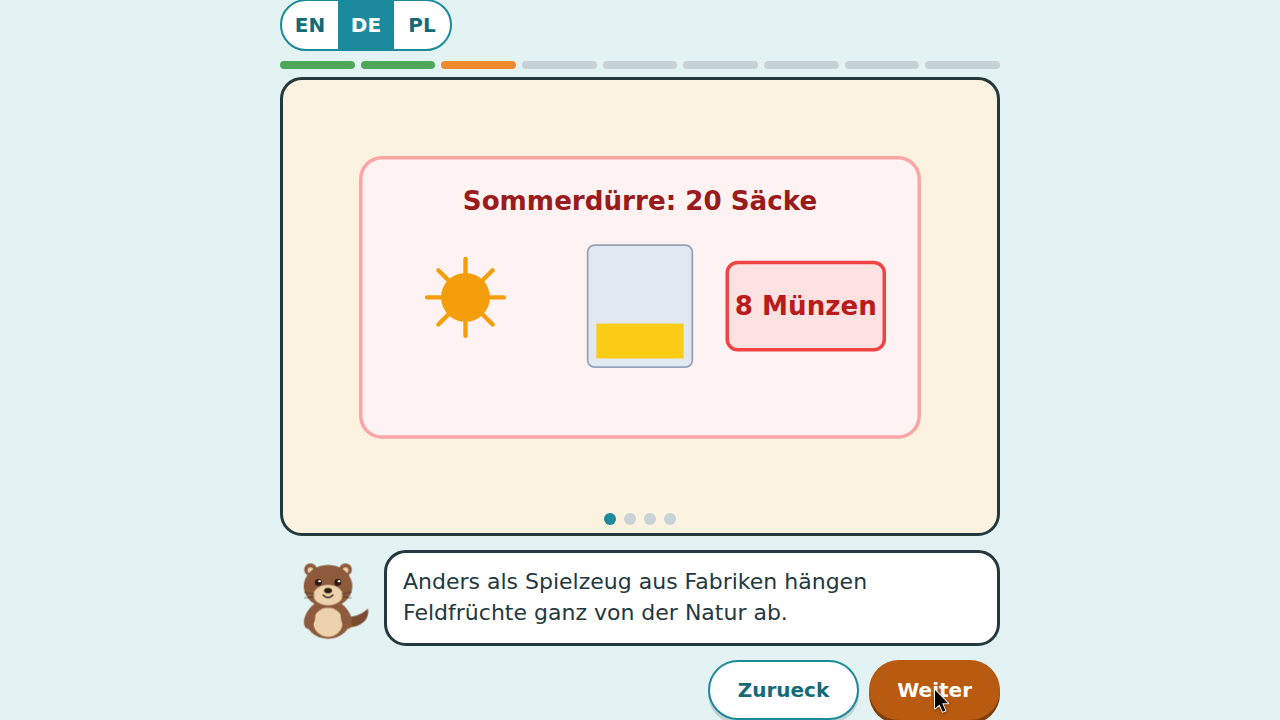 EN DE PL
Sommerdürre: 20 Säcke
8 Münzen
Anders als Spielzeug aus Fabriken hängen
Feldfrüchte ganz von der Natur ab.
Zurueck Weiter